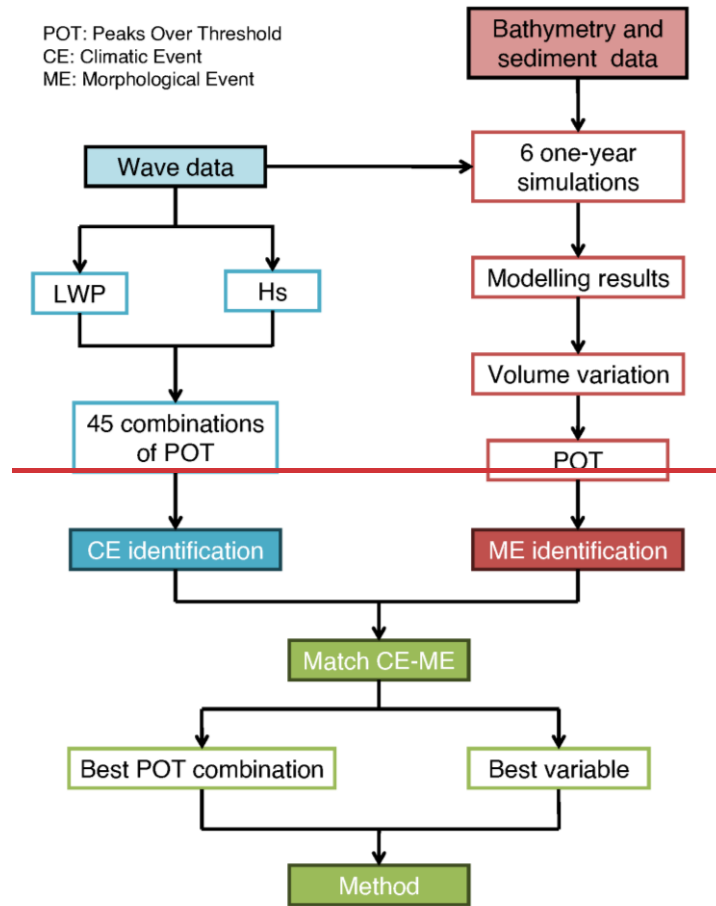 POT: Peaks Over Threshold
CE: Climatic Event
ME: Morphological Event
Bathymetry and
sediment data
Wave data
6 one-year
simulations
LWP
Hs
Modelling results
Volume variation
45 combinations
of POT
POT
CE identification
ME identification
Match CE-ME
Best POT combination
Best variable
Method